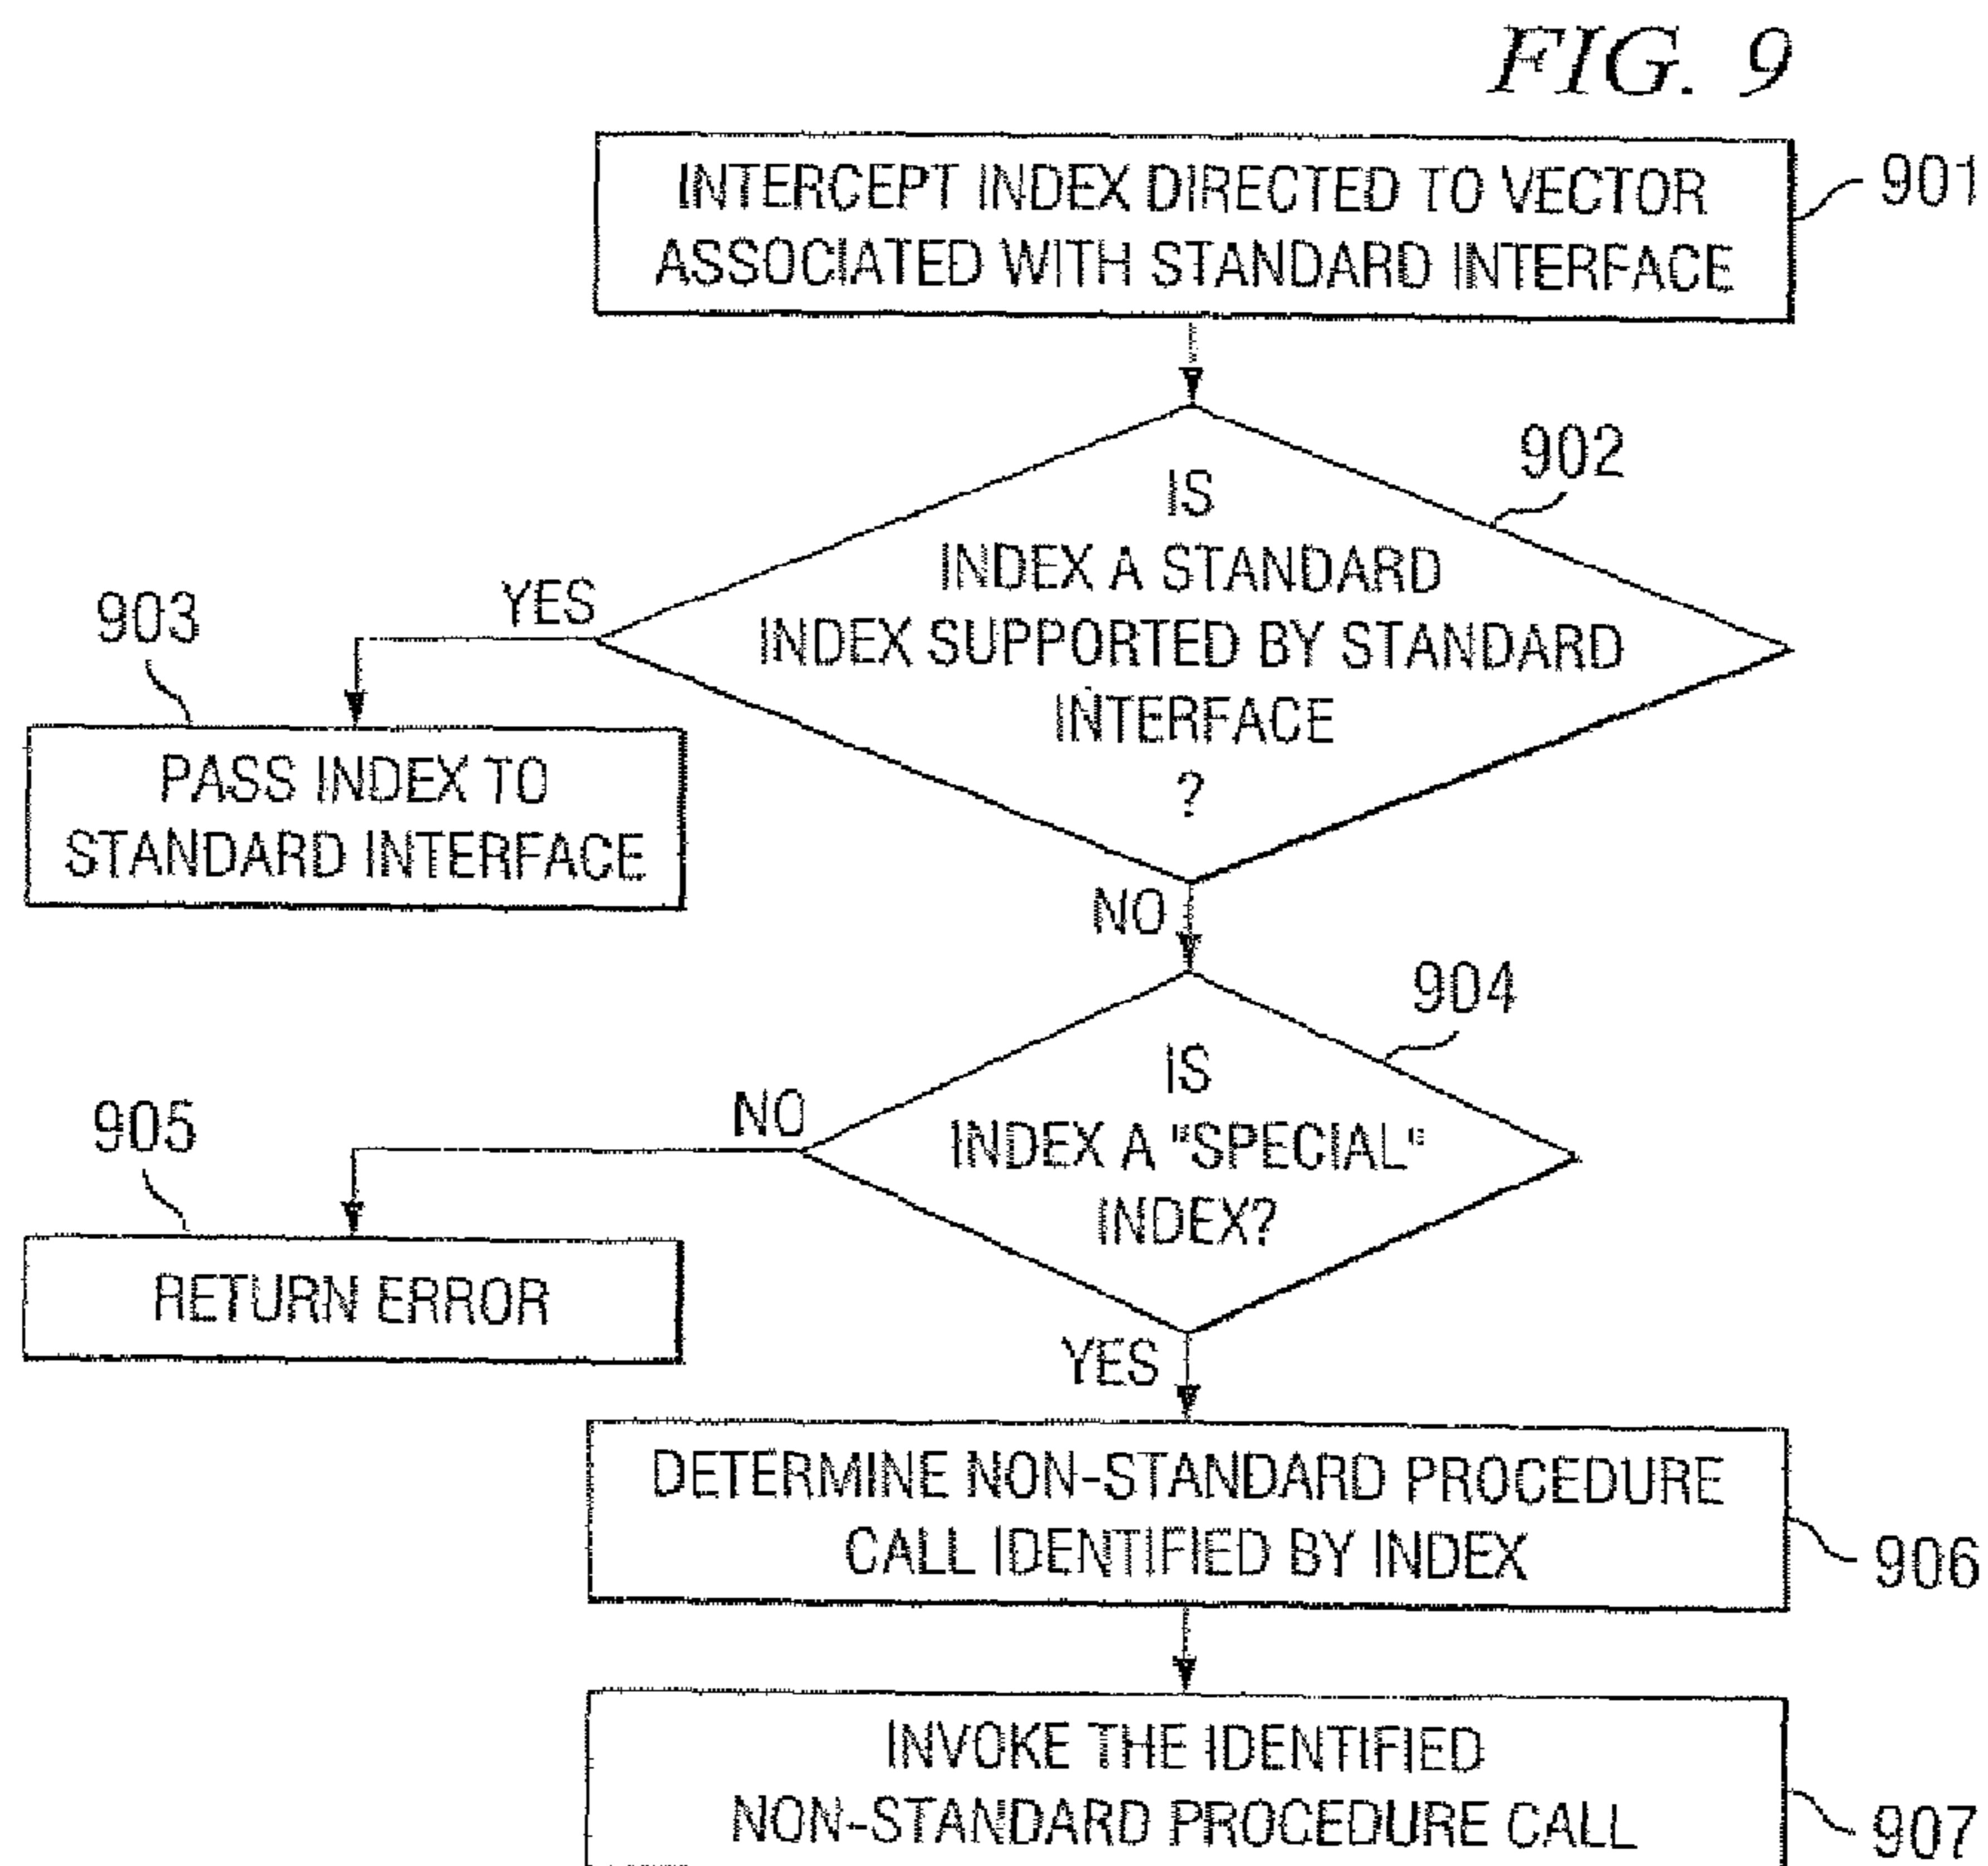 FIG. 9
INTERCEPT INDEX DIRECTED TO VECTOR
ASSOCIATED WITH STANDARD INTERFACE
901
902
IS
INDEX A STANDARD
INDEX SUPPORTED BY STANDARD
INTERFACE
?
YES
903
PASS INDEX TO
STANDARD INTERFACE
NO
904
IS
INDEX A "SPECIAL"
INDEX?
NO
905
RETURN ERROR
YES
DETERMINE NON-STANDARD PROCEDURE
CALL IDENTIFIED BY INDEX
906
INVOKE THE IDENTIFIED
NON-STANDARD PROCEDURE CALL
907